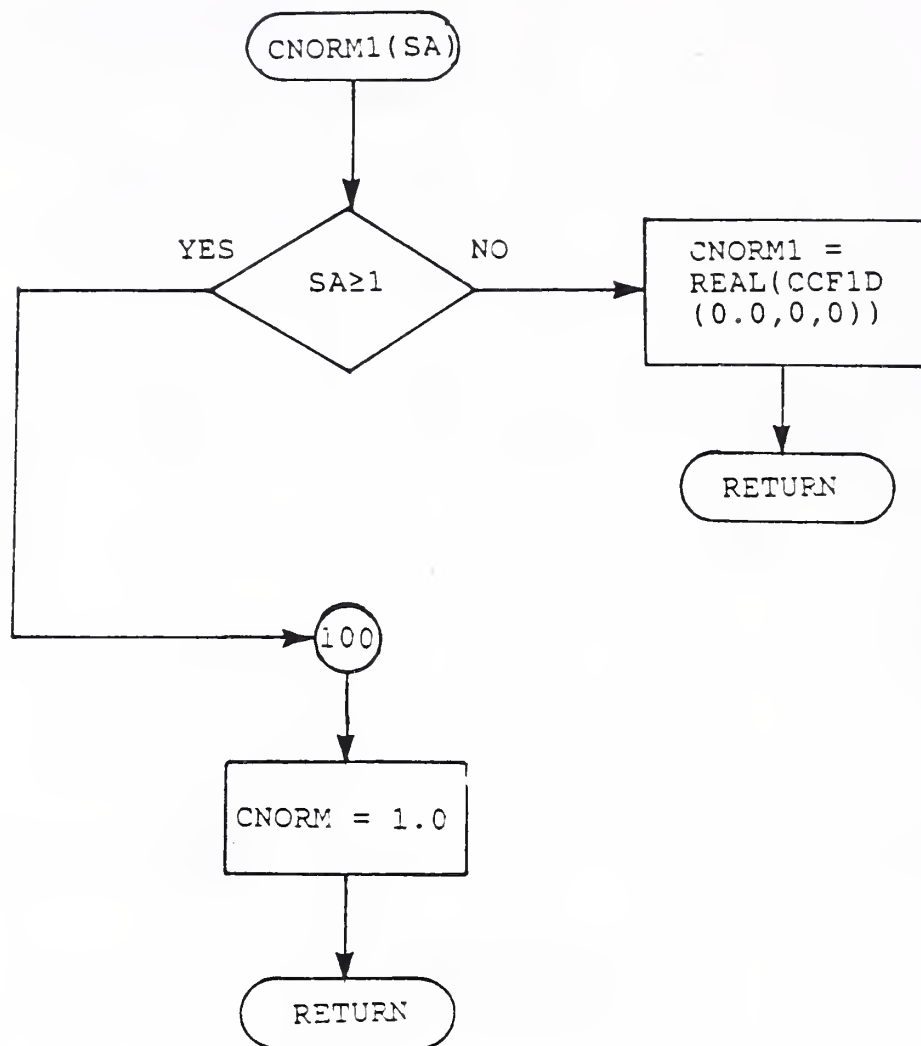 CNORM1(SA)
YES
NO
SA≥1
CNORM1 =
REAL(CCF1D
(0.0,0,0))
RETURN
100
CNORM = 1.0
RETURN